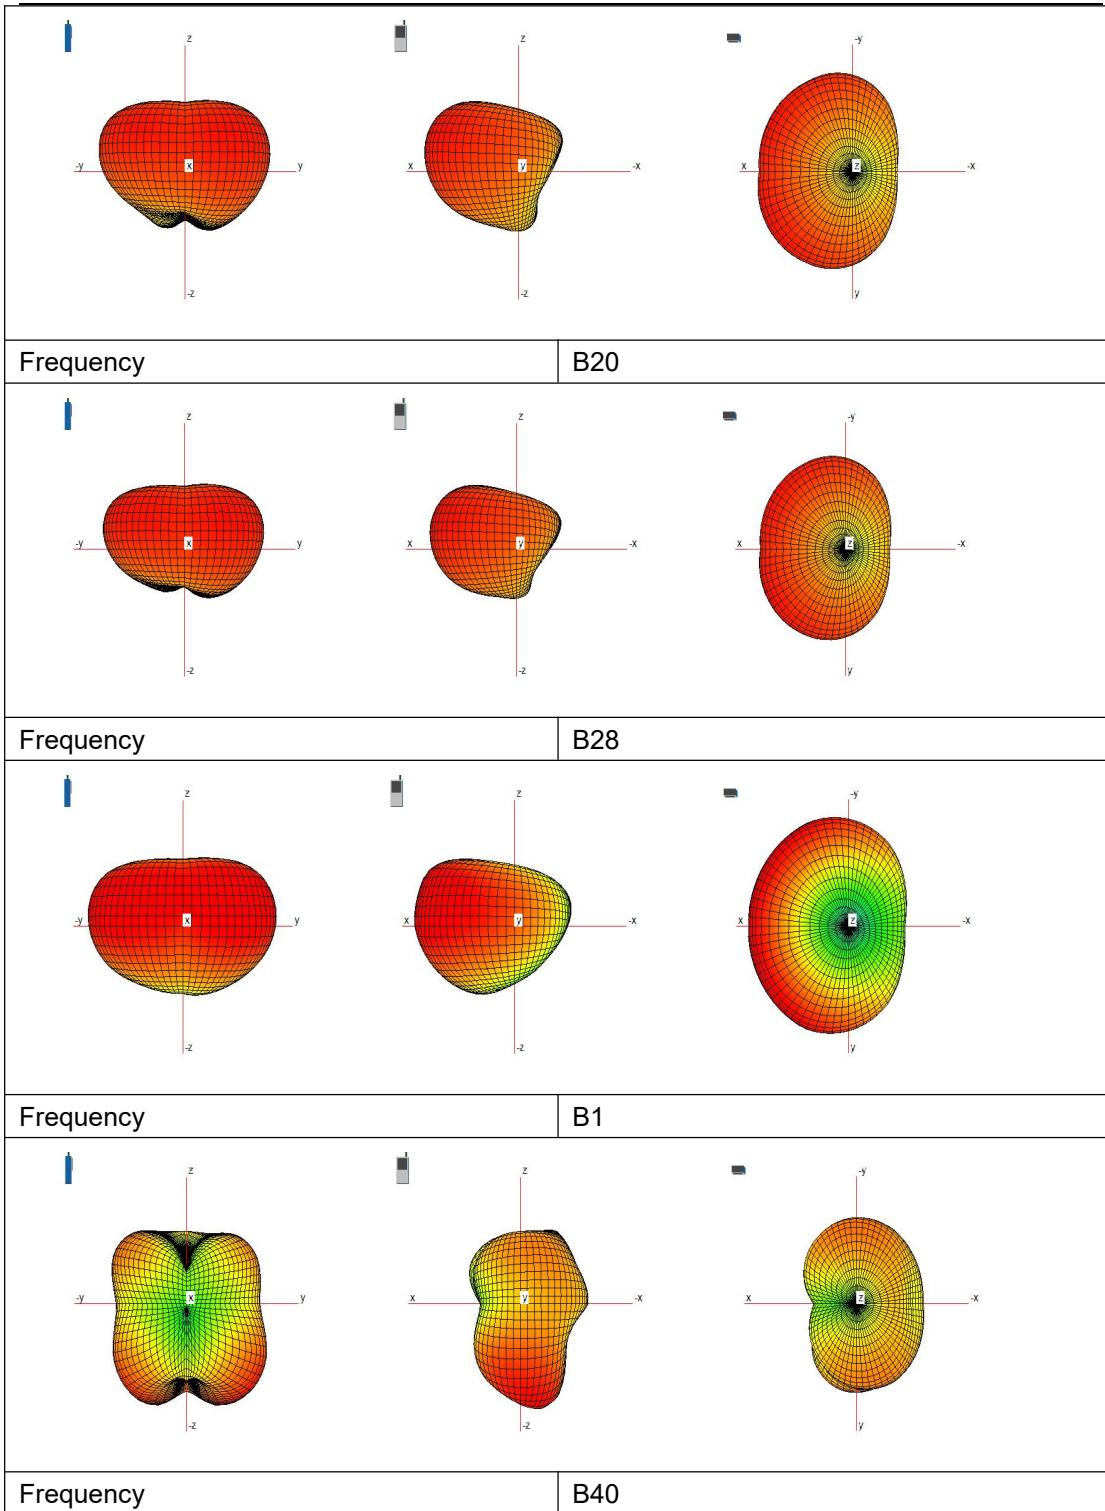 z z -y
-y x y x y -x x z -x
-z -z y
Frequency B20
z z -y
-y x y x y -x x z -x
-z -z y
Frequency B28
z z -y
-y x y x y -x x z -x
-z -z y
Frequency B1
z z -y
-y x y x y -x x z -x
-z -z y
Frequency B40